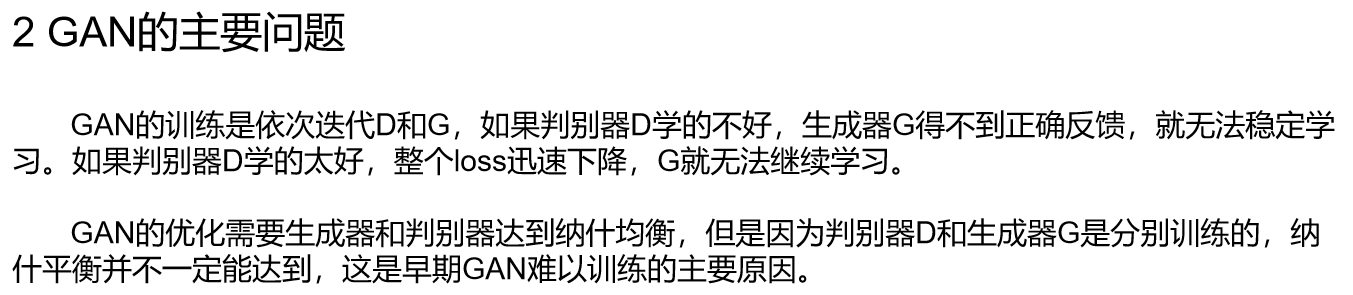 2 GAN的主要问题
GAN的训练是依次迭代D和G，如果判别器D学的不好，生成器G得不到正确反馈，就无法稳定学
习。如果判别器D学的太好，整个loss迅速下降，G就无法继续学习。
GAN的优化需要生成器和判别器达到纳什均衡，但是因为判别器D和生成器G是分别训练的，纳
什平衡并不一定能达到，这是早期GAN难以训练的主要原因。